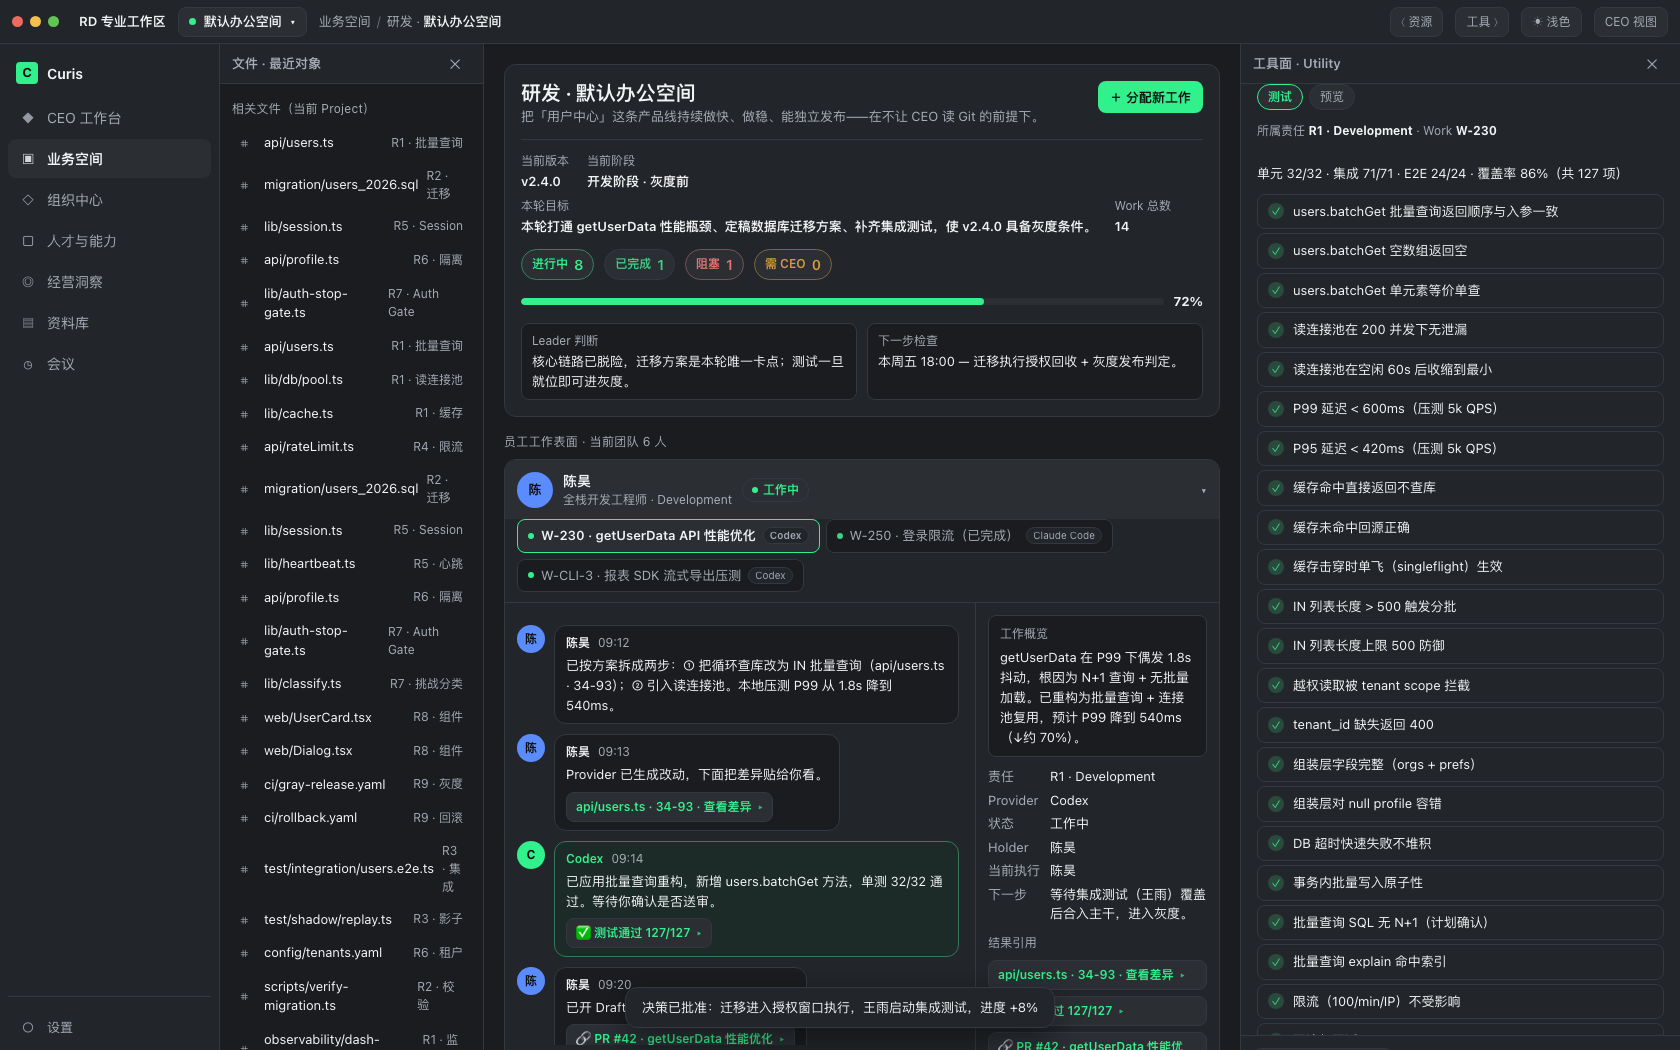 RD 专业工作区
默认办公空间
业务空间 / 研发 · 默认办公空间
资源
工具
浅色
CEO 视图
C
Curis
CEO 工作台
业务空间
组织中心
人才与能力
经营洞察
资料库
会议
设置
文件 · 最近对象
相关文件（当前 Project）
# api/users.ts R1 · 批量查询
# migration/users_2026.sql R2 · 迁移
# lib/session.ts R5 · Session
# api/profile.ts R6 · 隔离
# lib/auth-stop-gate.ts R7 · Auth Gate
# api/users.ts R1 · 批量查询
# lib/db/pool.ts R1 · 读连接池
# lib/cache.ts R1 · 缓存
# api/rateLimit.ts R4 · 限流
# migration/users_2026.sql R2 · 迁移
# lib/session.ts R5 · Session
# lib/heartbeat.ts R5 · 心跳
# api/profile.ts R6 · 隔离
# lib/auth-stop-gate.ts R7 · Auth Gate
# lib/classify.ts R7 · 挑战分类
# web/UserCard.tsx R8 · 组件
# web/Dialog.tsx R8 · 组件
# ci/gray-release.yaml R9 · 灰度
# ci/rollback.yaml R9 · 回滚
# test/integration/users.e2e.ts R3 · 集成
# test/shadow/replay.ts R3 · 影子
# config/tenants.yaml R6 · 租户
# scripts/verify-migration.ts R2 · 校验
# observability/dash- R1 · 监
研发 · 默认办公空间
把「用户中心」这条产品线持续做快、做稳、能独立发布——在不让 CEO 读 Git 的前提下。
+ 分配新工作
当前版本 当前阶段
v2.4.0 开发阶段 · 灰度前
本轮目标 Work 总数
本轮打通 getUserData 性能瓶颈、定稿数据库迁移方案、补齐集成测试，使 v2.4.0 具备灰度条件。 14
进行中 8
已完成 1
阻塞 1
需 CEO 0
72%
Leader 判断
核心链路已脱险，迁移方案是本轮唯一卡点；测试一旦
就位即可进灰度。
下一步检查
本周五 18:00 — 迁移执行授权回收 + 灰度发布判定。
员工工作表面 · 当前团队 6 人
陈
陈昊
全栈开发工程师 · Development
工作中
W-230 · getUserData API 性能优化 Codex
W-250 · 登录限流（已完成） Claude Code
W-CLI-3 · 报表 SDK 流式导出压测 Codex
陈
陈昊 09:12
已按方案拆成两步：① 把循环查库改为 IN 批量查询（api/users.ts
· 34-93）；② 引入读连接池。本地压测 P99 从 1.8s 降到
540ms。
陈
陈昊 09:13
Provider 已生成改动，下面把差异贴给你看。
api/users.ts · 34-93 · 查看差异
C
Codex 09:14
已应用批量查询重构，新增 users.batchGet 方法，单测 32/32 通
过。等待你确认是否送审。
✅ 测试通过 127/127
陈
陈昊 09:20
已开 Draft
🔗 PR #42 · getUserData 性能优化
决策已批准：迁移进入授权窗口执行，王雨启动集成测试，进度 +8%
工作概览
getUserData 在 P99 下偶发 1.8s
抖动，根因为 N+1 查询 + 无批量
加载。已重构为批量查询 + 连接
池复用，预计 P99 降到 540ms
（↓约 70%）。
责任 R1 · Development
Provider Codex
状态 工作中
Holder 陈昊
当前执行 陈昊
下一步 等待集成测试（王雨）覆盖
后合入主干，进入灰度。
结果引用
api/users.ts · 34-93 · 查看差异
过 127/127
🔗 PR #42 · getUserData 性能优
工具面 · Utility
测试
预览
所属责任 R1 · Development · Work W-230
单元 32/32 · 集成 71/71 · E2E 24/24 · 覆盖率 86%（共 127 项）
users.batchGet 批量查询返回顺序与入参一致
users.batchGet 空数组返回空
users.batchGet 单元素等价单查
读连接池在 200 并发下无泄漏
读连接池在空闲 60s 后收缩到最小
P99 延迟 < 600ms（压测 5k QPS）
P95 延迟 < 420ms（压测 5k QPS）
缓存命中直接返回不查库
缓存未命中回源正确
缓存击穿时单飞（singleflight）生效
IN 列表长度 > 500 触发分批
IN 列表长度上限 500 防御
越权读取被 tenant scope 拦截
tenant_id 缺失返回 400
组装层字段完整（orgs + prefs）
组装层对 null profile 容错
DB 超时快速失败不堆积
事务内批量写入原子性
批量查询 SQL 无 N+1（计划确认）
批量查询 explain 命中索引
限流（100/min/IP）不受影响